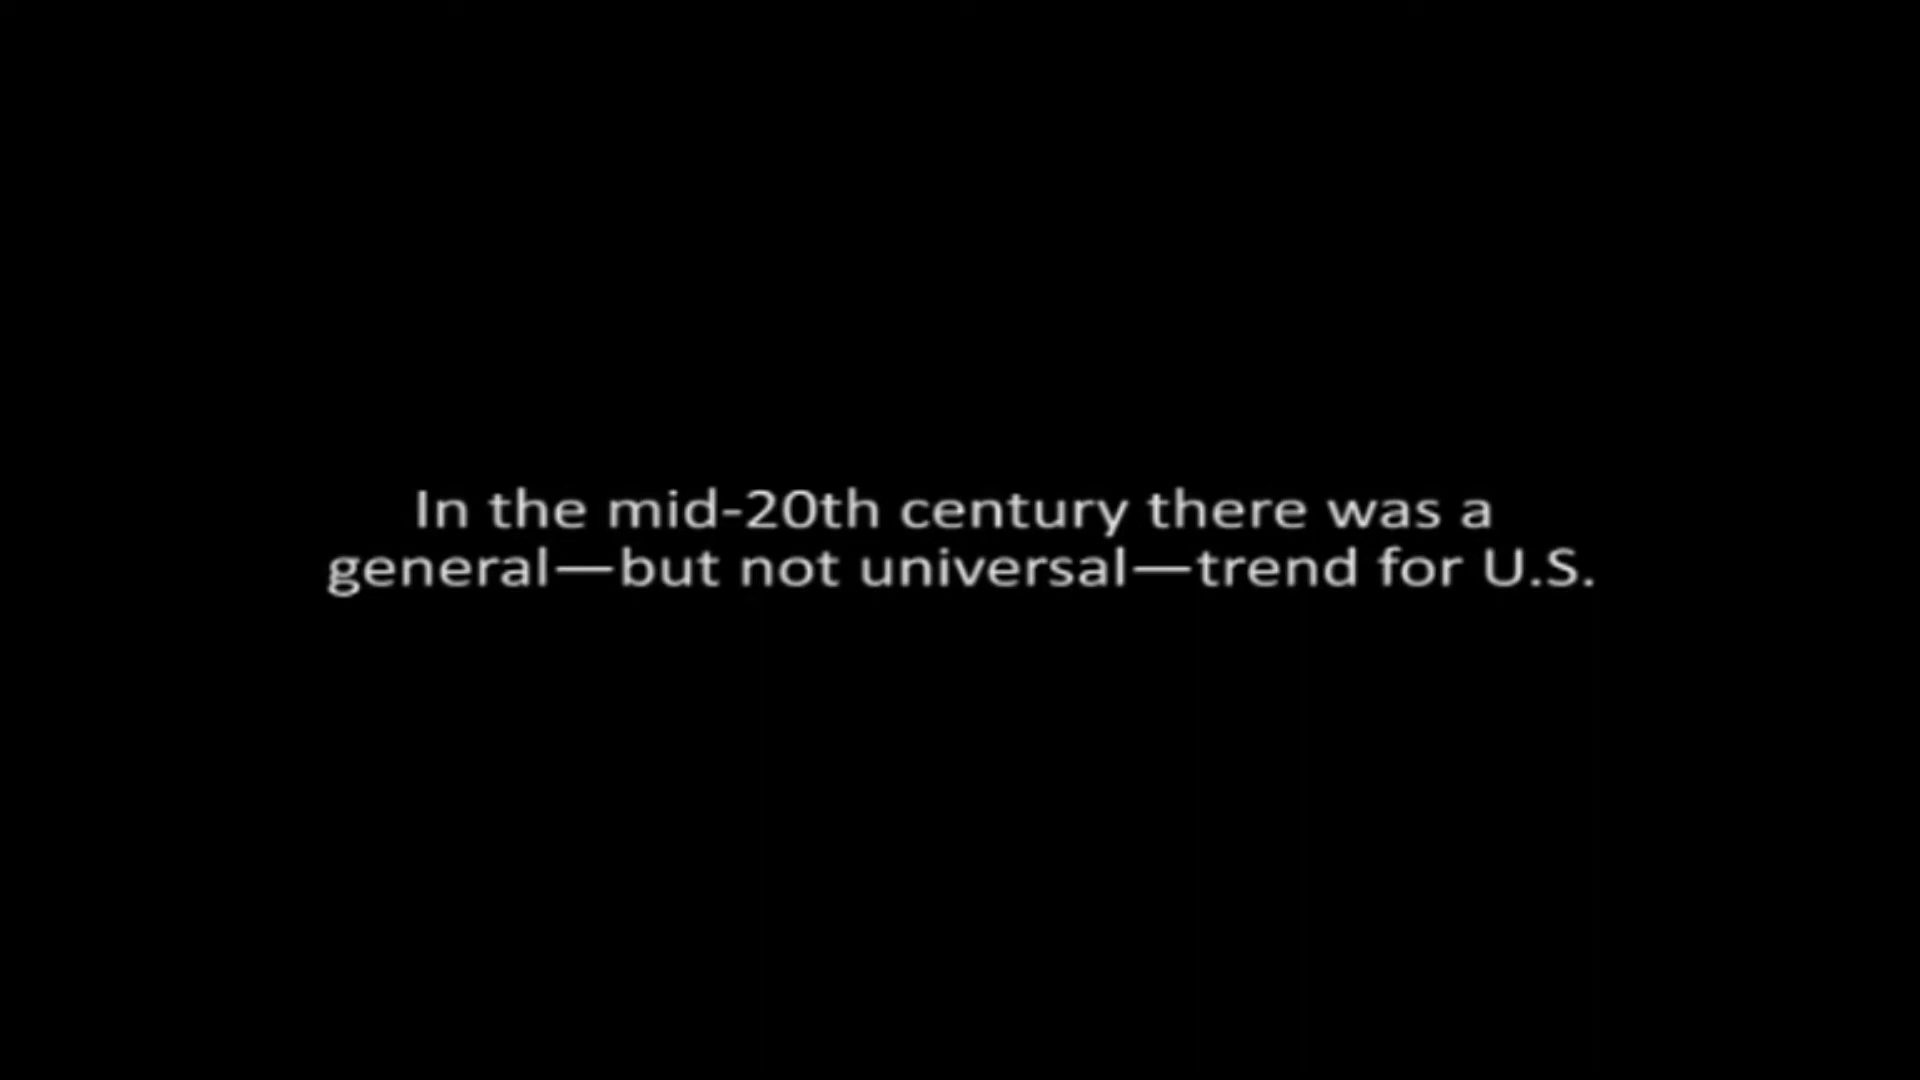 In the mid-20th century there was a
general—but not universal—trend for U.S.